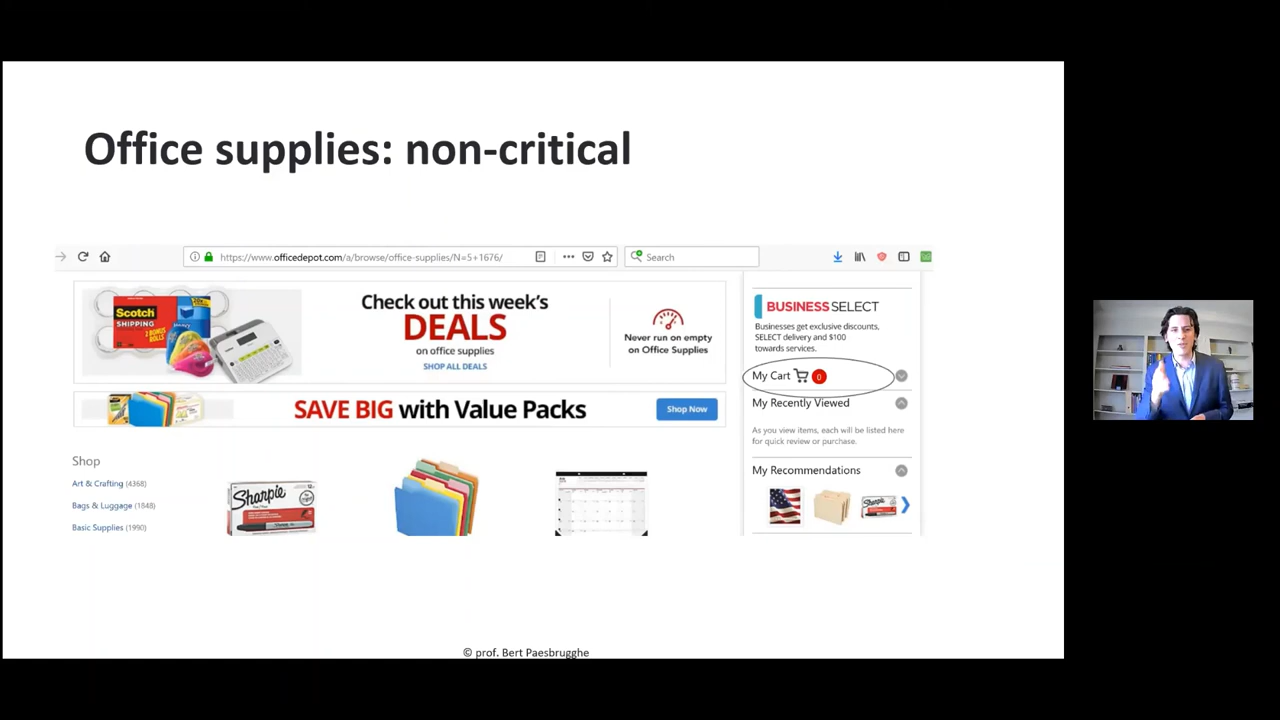 Office supplies: non-critical
https://www.officedepot.com/a/browse/office-supplies/N=5+1676/
Search
Scotch
SHIPPING
Check out this week's
DEALS
on office supplies
SHOP ALL DEALS
Never run on empty
on Office Supplies
SAVE BIG with Value Packs
Shop Now
Shop
Art & Crafting (4368)
Bags & Luggage (1848)
Basic Supplies (1990)
Sharpie
BUSINESS SELECT
Businesses get exclusive discounts,
SELECT delivery and $100
towards services.
My Cart 0
My Recently Viewed
As you view items, each will be listed here
for quick review or purchase.
My Recommendations
Sharpie
© prof. Bert Paesbrugghe